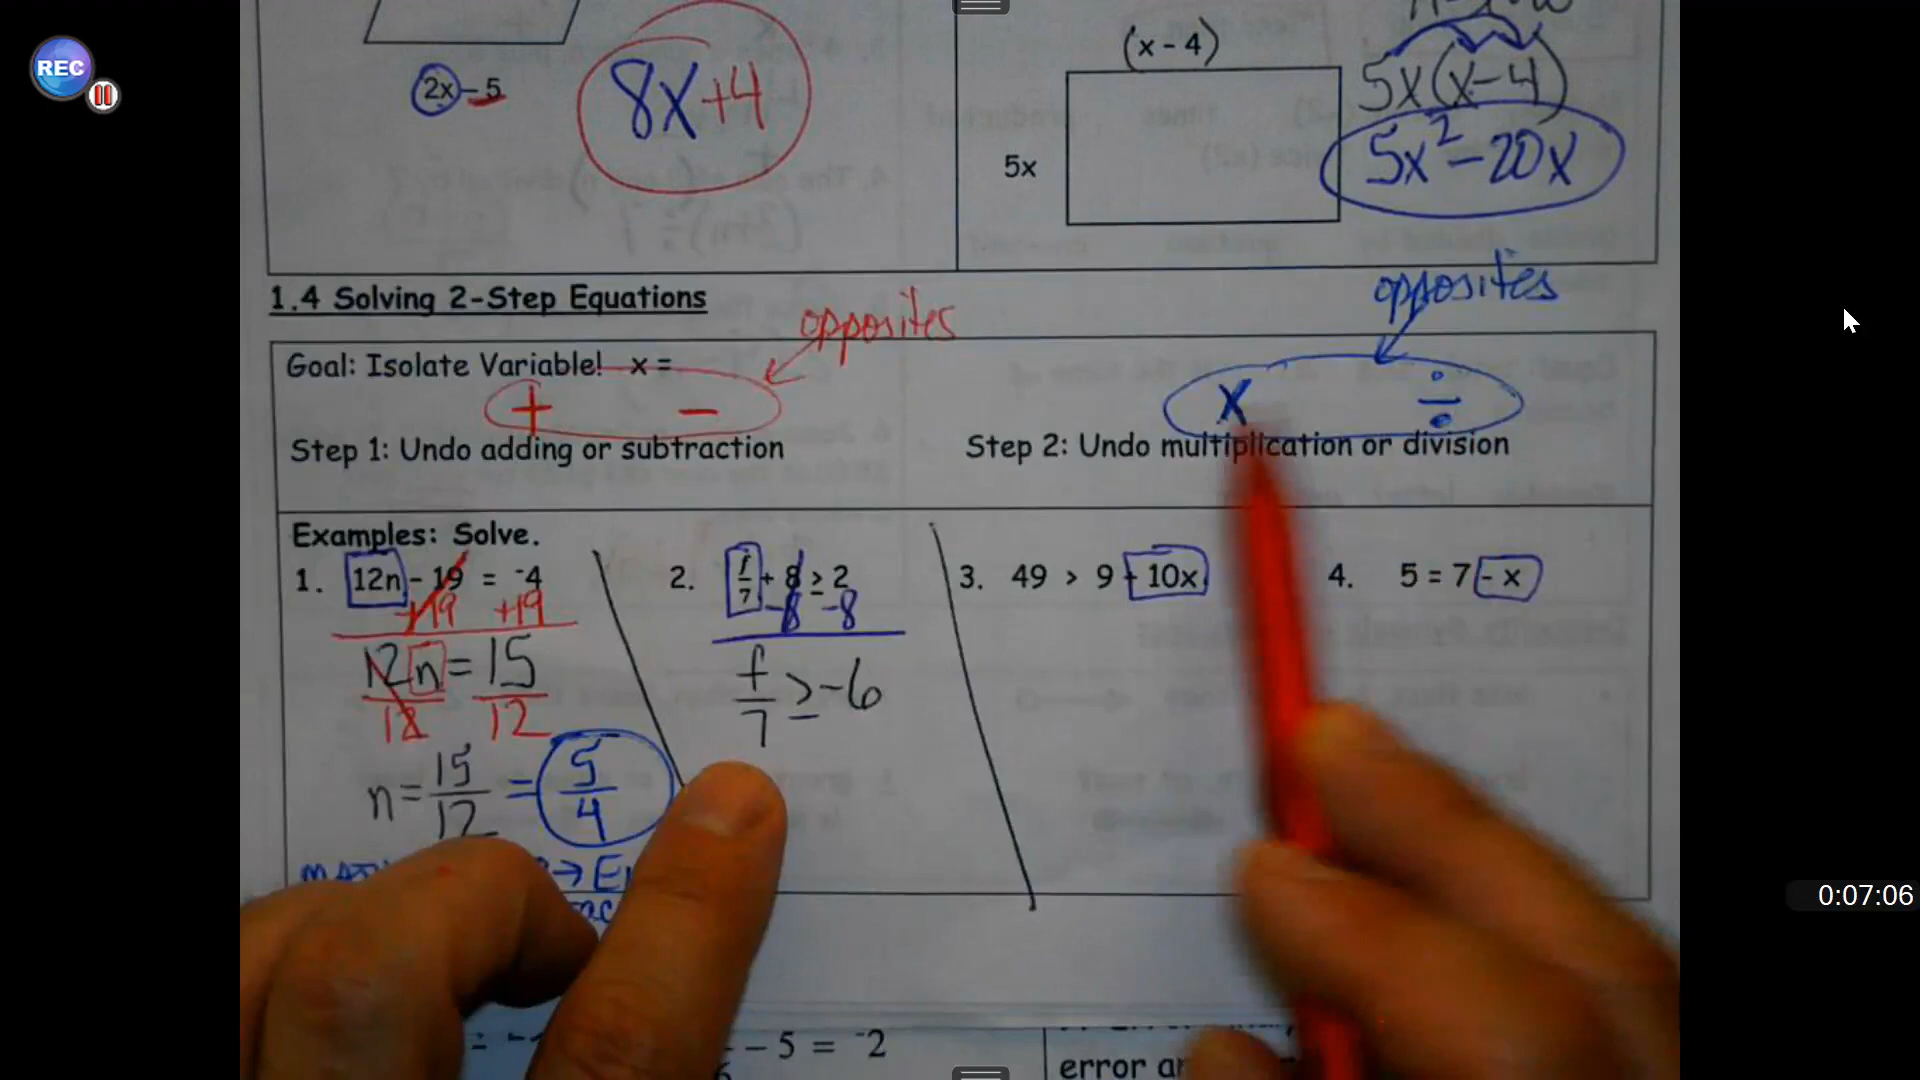 REC
2x - 5
8x+4
(x - 4)
5x
5x(x-4)
5x² - 20x
1.4 Solving 2-Step Equations
opposites
opposites
Goal: Isolate Variable! x =
+ -
x ÷
Step 1: Undo adding or subtraction
Step 2: Undo multiplication or division
Examples: Solve.
1. 12n - 19 = ⁻4
+19 +19
12n = 15
12 12
n = 15/12 = 5/4
2. f/7 + 8 ≥ 2
-8 -8
f/7 ≥ -6
3. 49 > 9 - 10x
4. 5 = 7 - x
- 5 = ⁻2
6
error
0:07:06